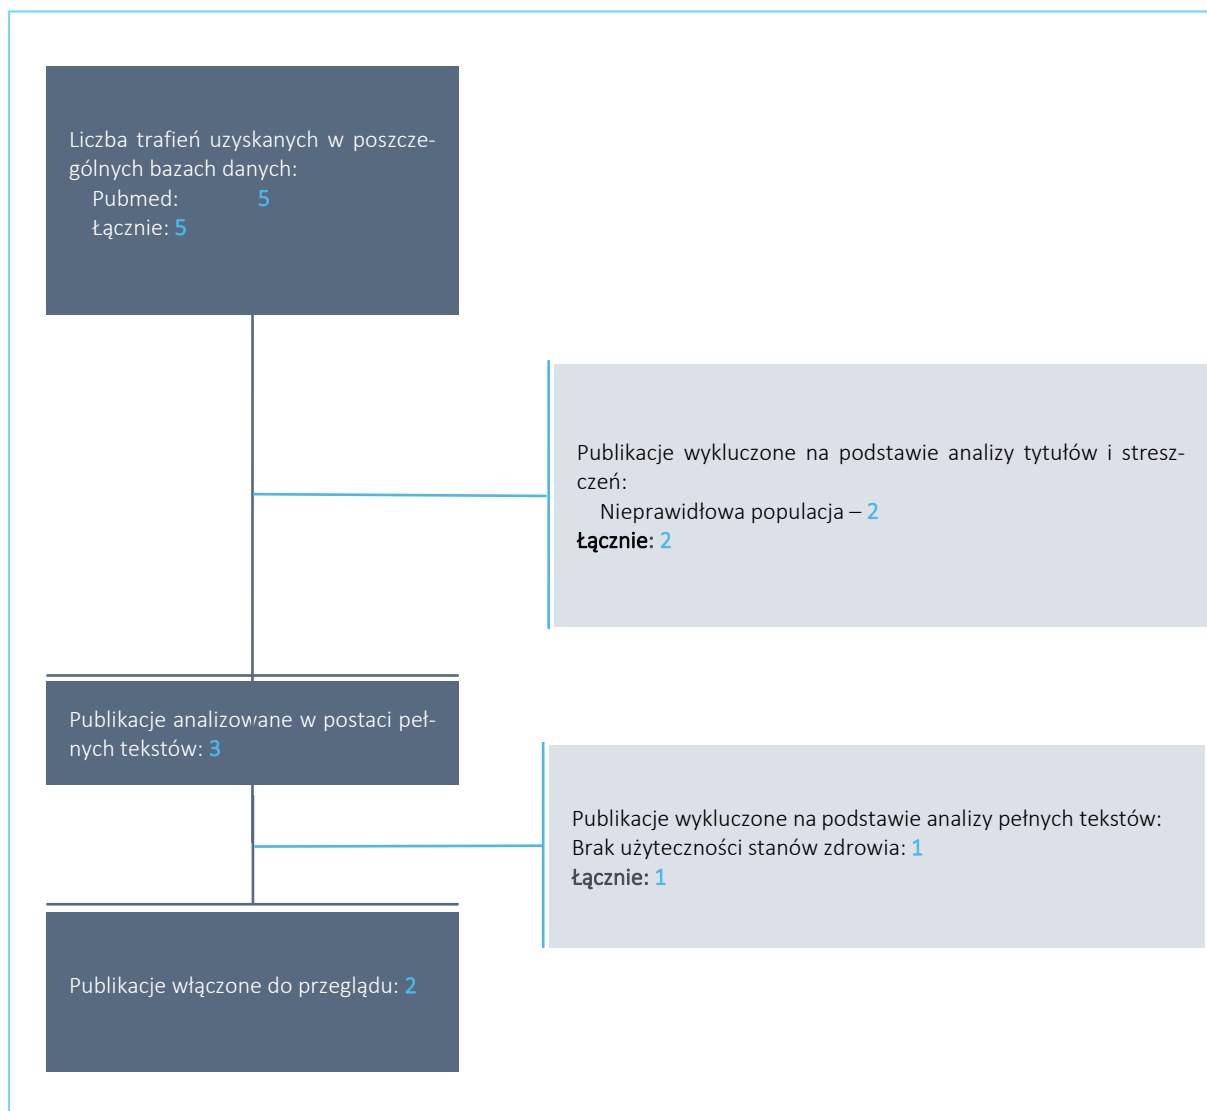 Liczba trafień uzyskanych w poszcze-
gólnych bazach danych:
Pubmed: 5
Łącznie: 5
Publikacje wykluczone na podstawie analizy tytułów i stresz-
czeń:
Nieprawidłowa populacja – 2
Łącznie: 2
Publikacje analizowane w postaci peł-
nych tekstów: 3
Publikacje wykluczone na podstawie analizy pełnych tekstów:
Brak użyteczności stanów zdrowia: 1
Łącznie: 1
Publikacje włączone do przeglądu: 2